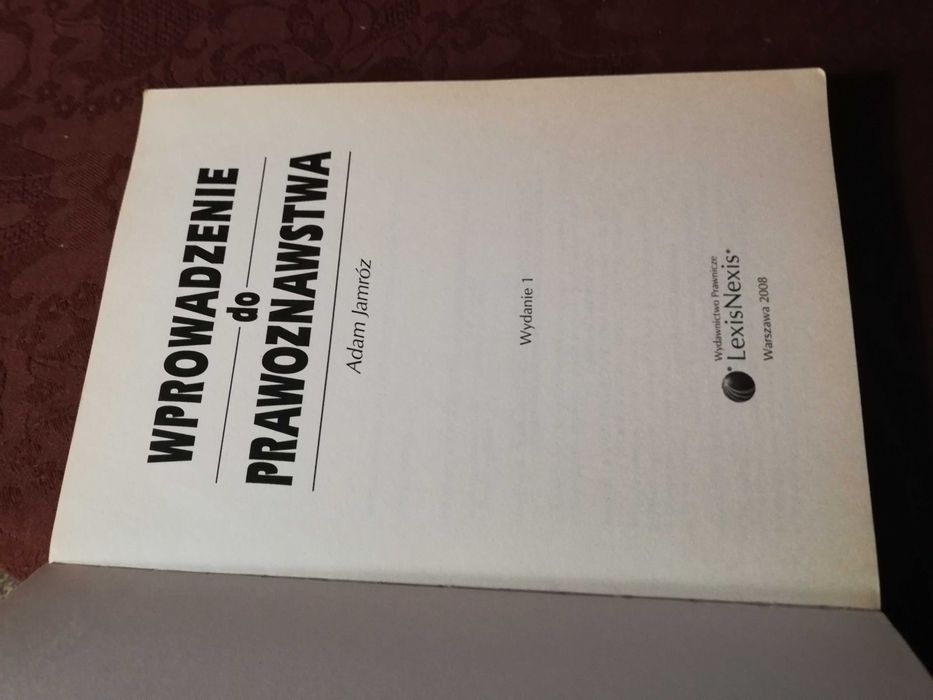 WPROWADZENIE
do
PRAWOZNAWSTWA
Adam Jamróz
Wydanie 1
Wydawnictwo Prawnicze
LexisNexis®
Warszawa 2008